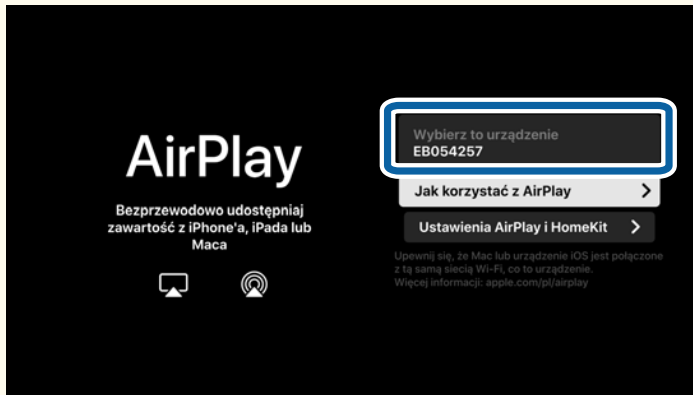 AirPlay
Bezprzewodowo udostępniaj
zawartość z iPhone'a, iPada lub
Maca
Wybierz to urządzenie
EB054257
Jak korzystać z AirPlay
Ustawienia AirPlay i HomeKit
Upewnij się, że Mac lub urządzenie iOS jest połączone
z tą samą siecią Wi-Fi, co to urządzenie.
Więcej informacji: apple.com/pl/airplay